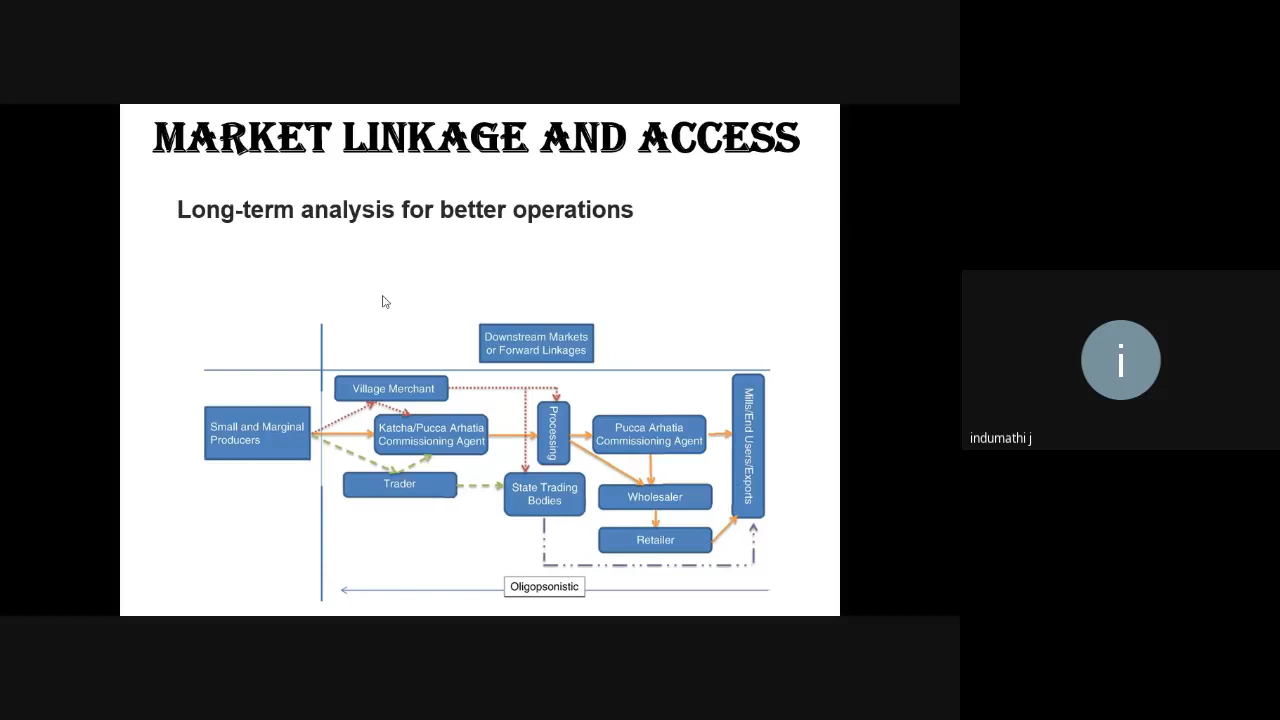 MARKET LINKAGE AND ACCESS
Long-term analysis for better operations
Downstream Markets
or Forward Linkages
Village Merchant
Small and Marginal
Producers
Katcha/Pucca Arhatia
Commissioning Agent
Processing
Pucca Arhatia
Commissioning Agent
Mills/End Users/Exports
Trader
State Trading
Bodies
Wholesaler
Retailer
Oligopsonistic
i
indumathi j